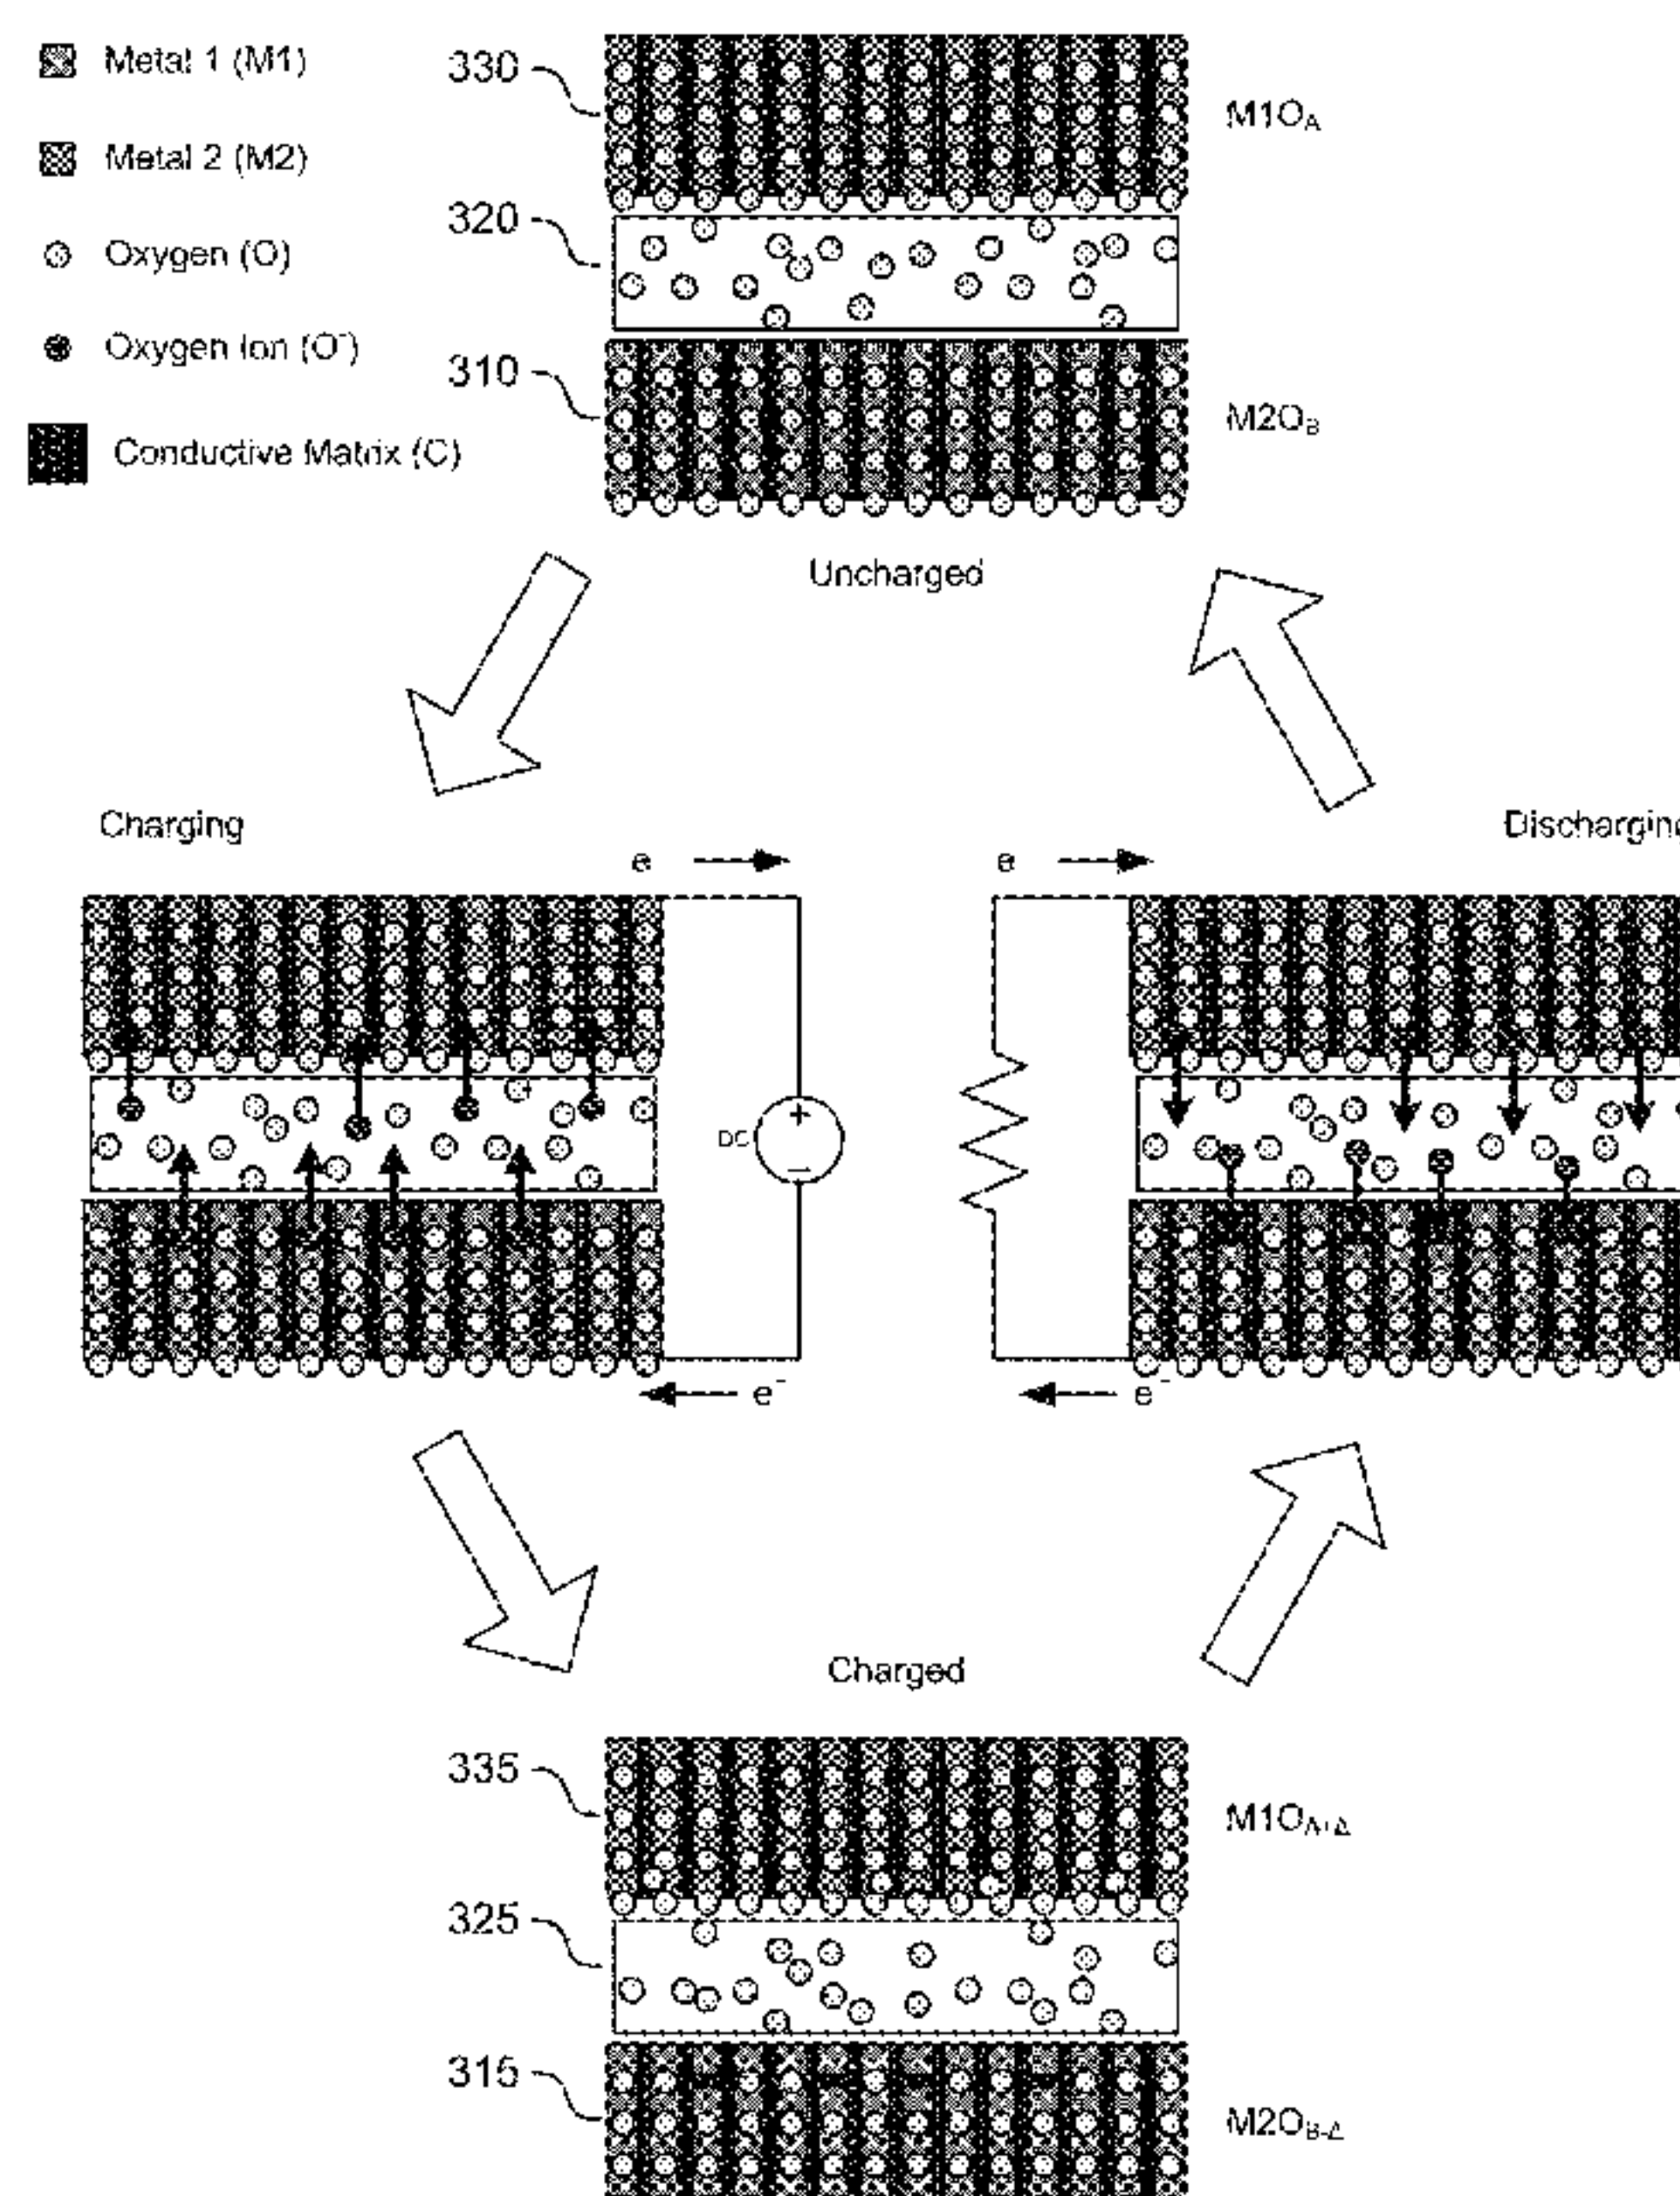 Metal 1 (M1)
Metal 2 (M2)
Oxygen (O)
Oxygen Ion (O⁻)
Conductive Matrix (C)
330
M1O_A
320
310
M2O_B
Uncharged
Charging
Discharging
e
e
DC
+
−
e⁻
e⁻
Charged
335
M1O_A+Δ
325
315
M2O_B-Δ